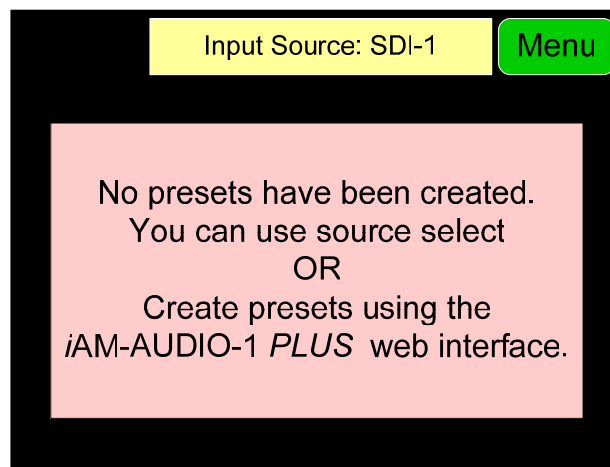 Input Source: SDI-1
Menu
No presets have been created.
You can use source select
OR
Create presets using the
iAM-AUDIO-1 PLUS web interface.